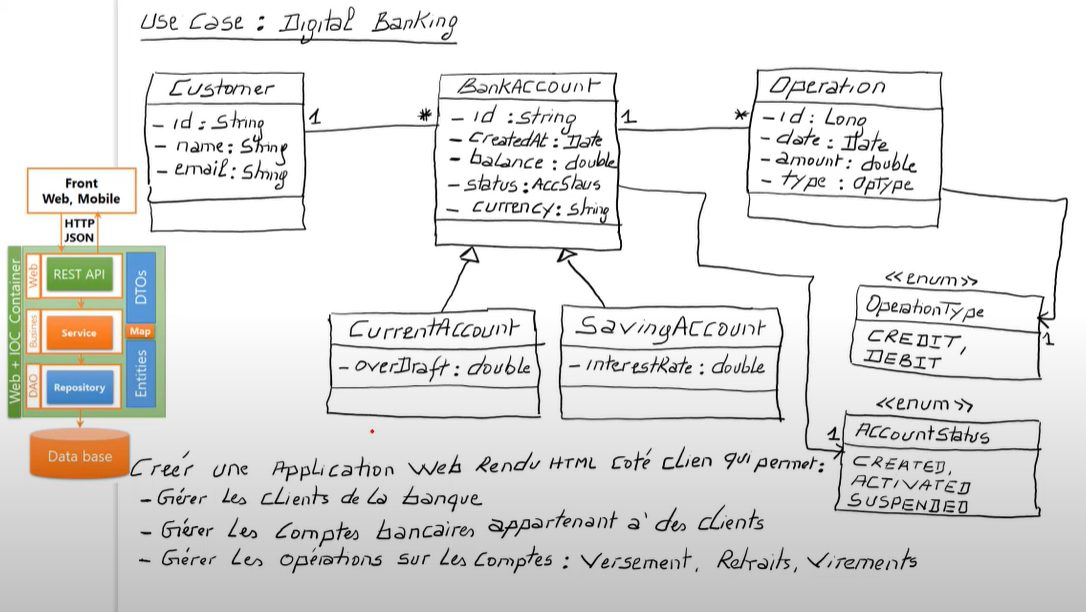 Use Case : Digital Banking
Customer
- id : String
- name : String
- email : String
1
*
BankAccount
- id : String
- createdAt : Date
- balance : double
- status : AccStaus
- currency : String
1
*
Operation
- id : Long
- date : Date
- amount : double
- type : OpType
Front
Web, Mobile
HTTP
JSON
Web + IOC Container
Web
REST API
DTOs
Busines
Service
Map
DAO
Repository
Entities
Data base
CurrentAccount
- overDraft : double
SavingAccount
- interestRate : double
<<enum>>
OperationType
CREDIT,
DEBIT
1
<<enum>>
1
AccountStatus
CREATED,
ACTIVATED
SUSPENDED
Creér une Application Web Rendu HTML Coté Clien qui permet :
- Gérer Les clients de la banque
- Gérer Les Comptes bancaires appartenant à des clients
- Gérer Les opérations sur Les Comptes : Versement, Retraits, Virements